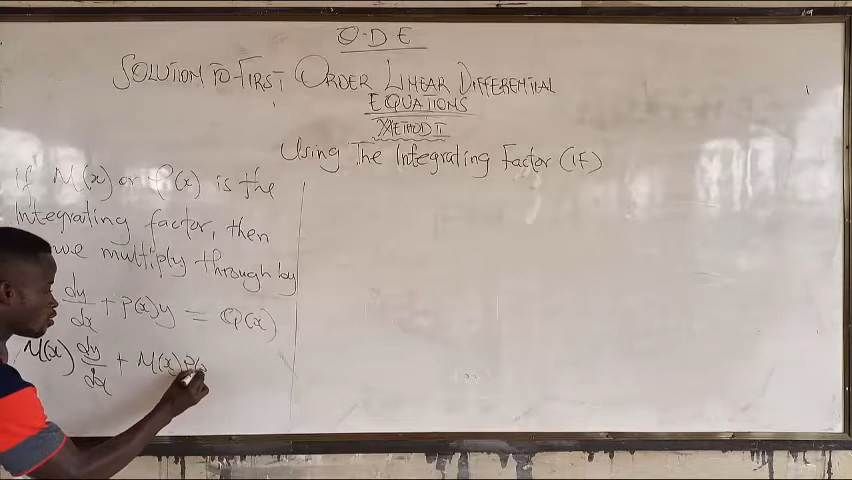 O.D.E
SOLUTION TO FIRST ORDER LINEAR DIFFERENTIAL
EQUATIONS
METHOD II
Using The Integrating Factor (IF)
if M(x) or P(x) is the
Integrating factor, then
we multiply through by
dy/dx + P(x)y = Q(x)
M(x) dy/dx + M(x) P(x